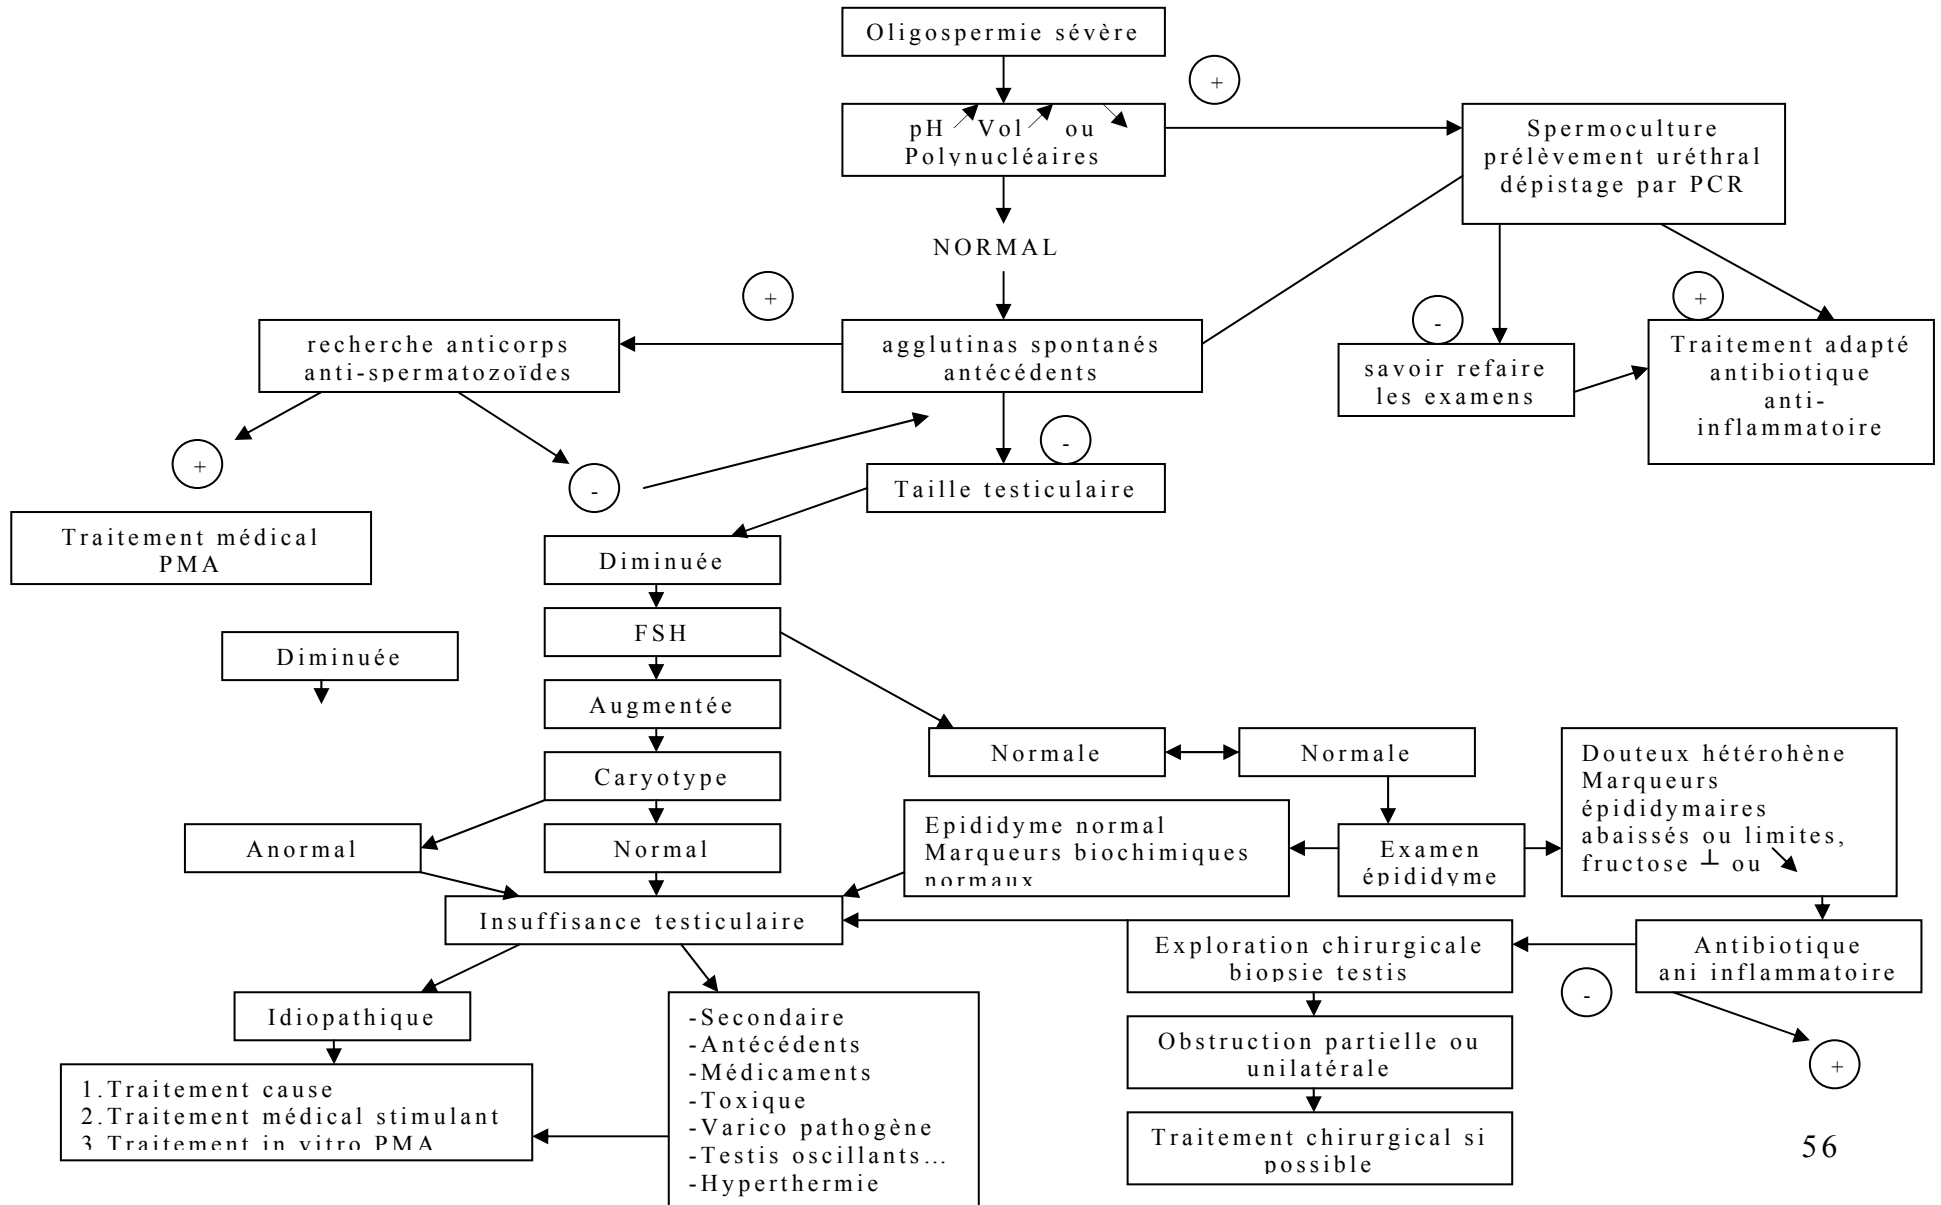 Oligospermie sévère
+
pH ↗ Vol ↗ ou ↘
Polynucléaires
Spermoculture
prélèvement uréthral
dépistage par PCR
NORMAL
+
recherche anticorps
anti-spermatozoïdes
agglutinas spontanés
antécédents
-
savoir refaire
les examens
+
Traitement adapté
antibiotique
anti-
inflammatoire
+
-
-
Taille testiculaire
Traitement médical
PMA
Diminuée
FSH
Diminuée
Augmentée
Normale
Normale
Caryotype
Douteux hétérohène
Marqueurs
épididymaires
abaissés ou limites,
fructose ⊥ ou ↘
Anormal
Normal
Epididyme normal
Marqueurs biochimiques
normaux
Examen
épididyme
Insuffisance testiculaire
Exploration chirurgicale
biopsie testis
Antibiotique
ani inflammatoire
-
+
Idiopathique
-Secondaire
-Antécédents
-Médicaments
-Toxique
-Varico pathogène
-Testis oscillants...
-Hyperthermie
Obstruction partielle ou
unilatérale
1.Traitement cause
2.Traitement médical stimulant
3 Traitement in vitro PMA
Traitement chirurgical si
possible
56